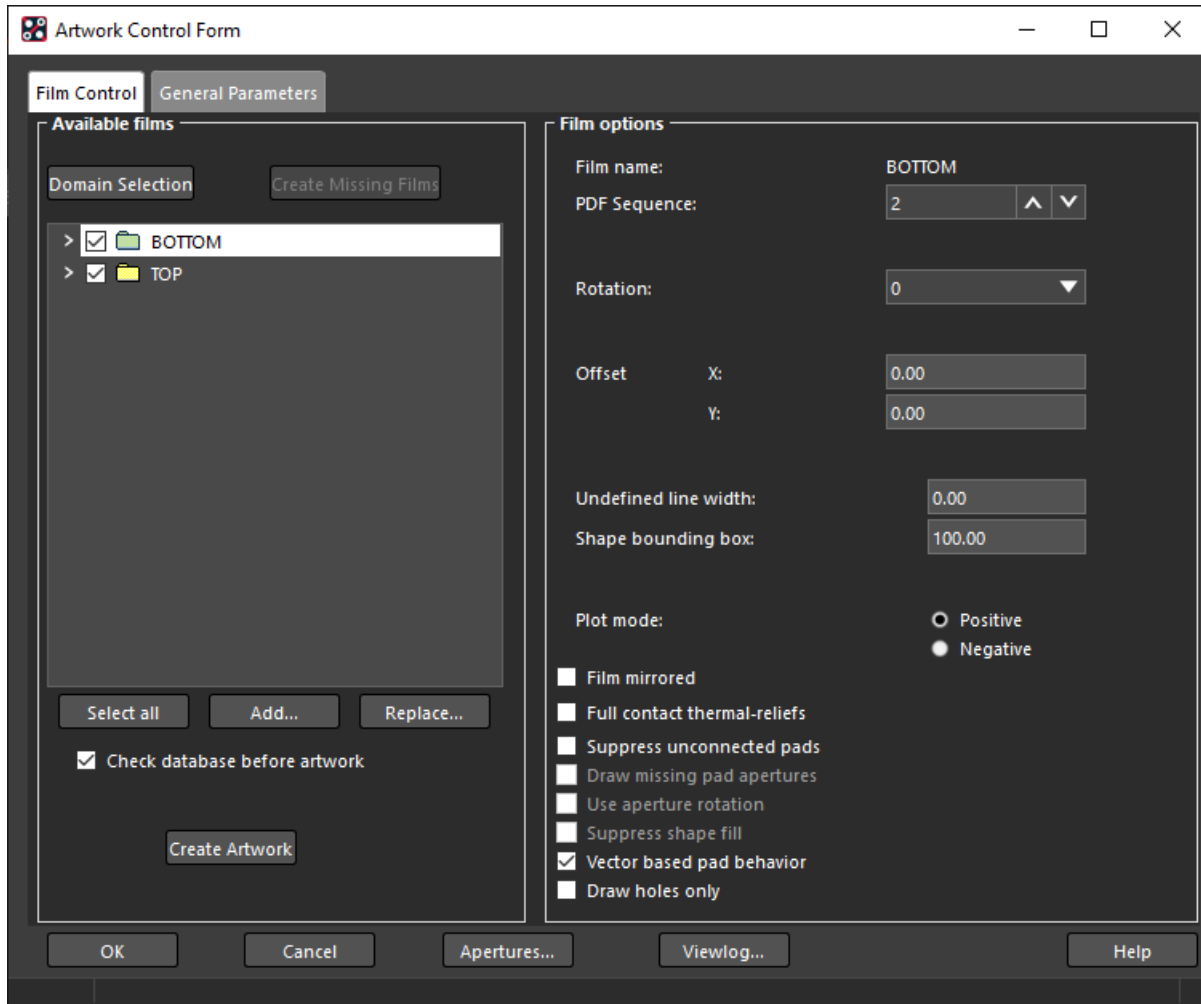 Artwork Control Form
Film Control General Parameters
Available films
Domain Selection Create Missing Films
BOTTOM
TOP
Select all Add... Replace...
Check database before artwork
Create Artwork
Film options
Film name: BOTTOM
PDF Sequence: 2
Rotation: 0
Offset X: 0.00
Y: 0.00
Undefined line width: 0.00
Shape bounding box: 100.00
Plot mode: Positive
Negative
Film mirrored
Full contact thermal-reliefs
Suppress unconnected pads
Draw missing pad apertures
Use aperture rotation
Suppress shape fill
Vector based pad behavior
Draw holes only
OK Cancel Apertures... Viewlog... Help